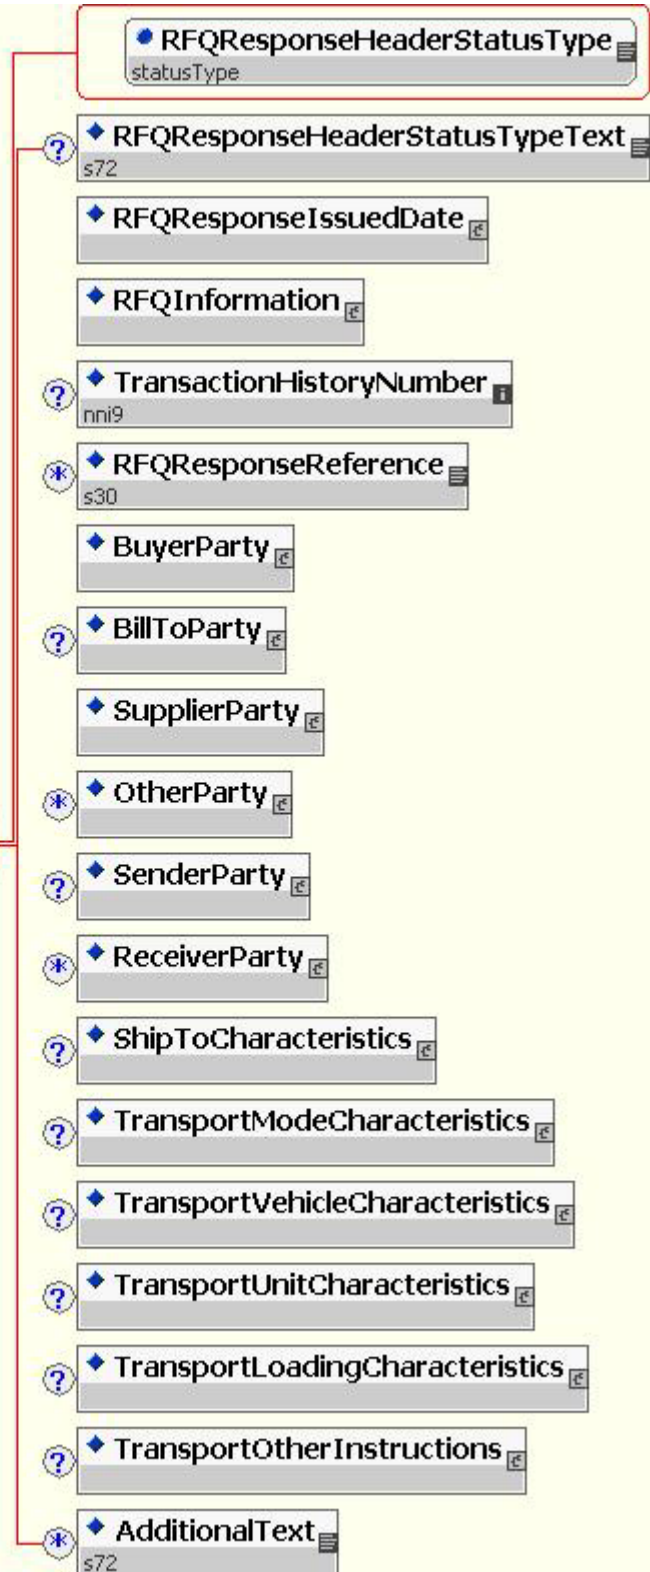 RFQResponseHeaderStatusType
statusType
? RFQResponseHeaderStatusTypeText
s72
RFQResponseIssuedDate
RFQInformation
? TransactionHistoryNumber
nni9
* RFQResponseReference
s30
BuyerParty
? BillToParty
SupplierParty
* OtherParty
? SenderParty
* ReceiverParty
? ShipToCharacteristics
? TransportModeCharacteristics
? TransportVehicleCharacteristics
? TransportUnitCharacteristics
? TransportLoadingCharacteristics
? TransportOtherInstructions
* AdditionalText
s72